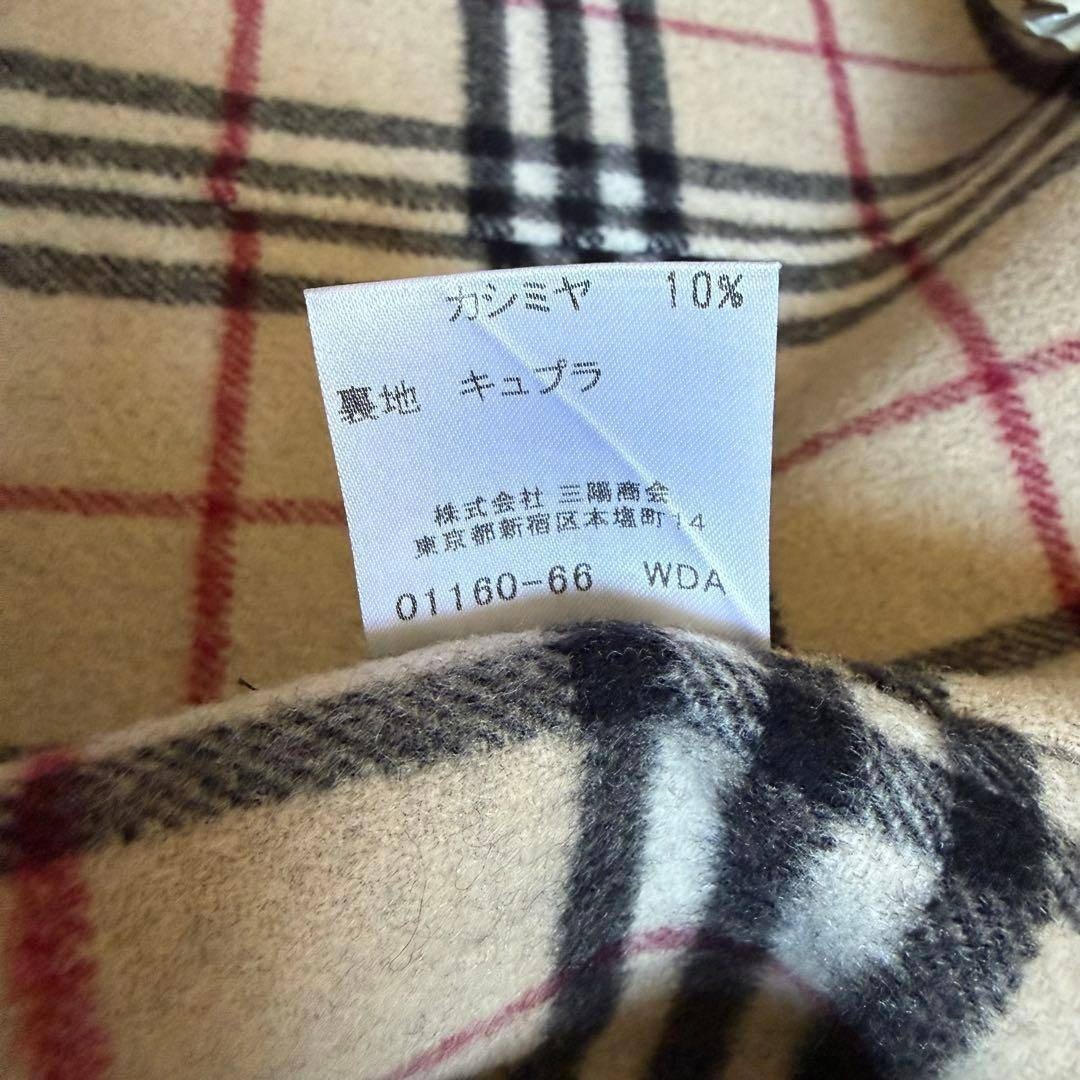 カシミヤ 10%
裏地 キュプラ
株式会社 三陽商会
東京都新宿区本塩町14
01160-66 WDA